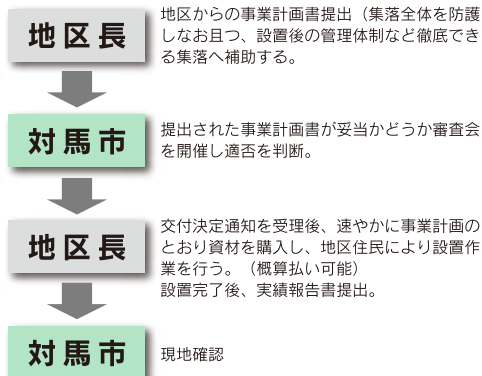 地区長
地区からの事業計画書提出（集落全体を防護
しなお且つ、設置後の管理体制など徹底でき
る集落へ補助する。
対馬市
提出された事業計画書が妥当かどうか審査会
を開催し適否を判断。
地区長
交付決定通知を受理後、速やかに事業計画の
とおり資材を購入し、地区住民により設置作
業を行う。（概算払い可能）
設置完了後、実績報告書提出。
対馬市
現地確認